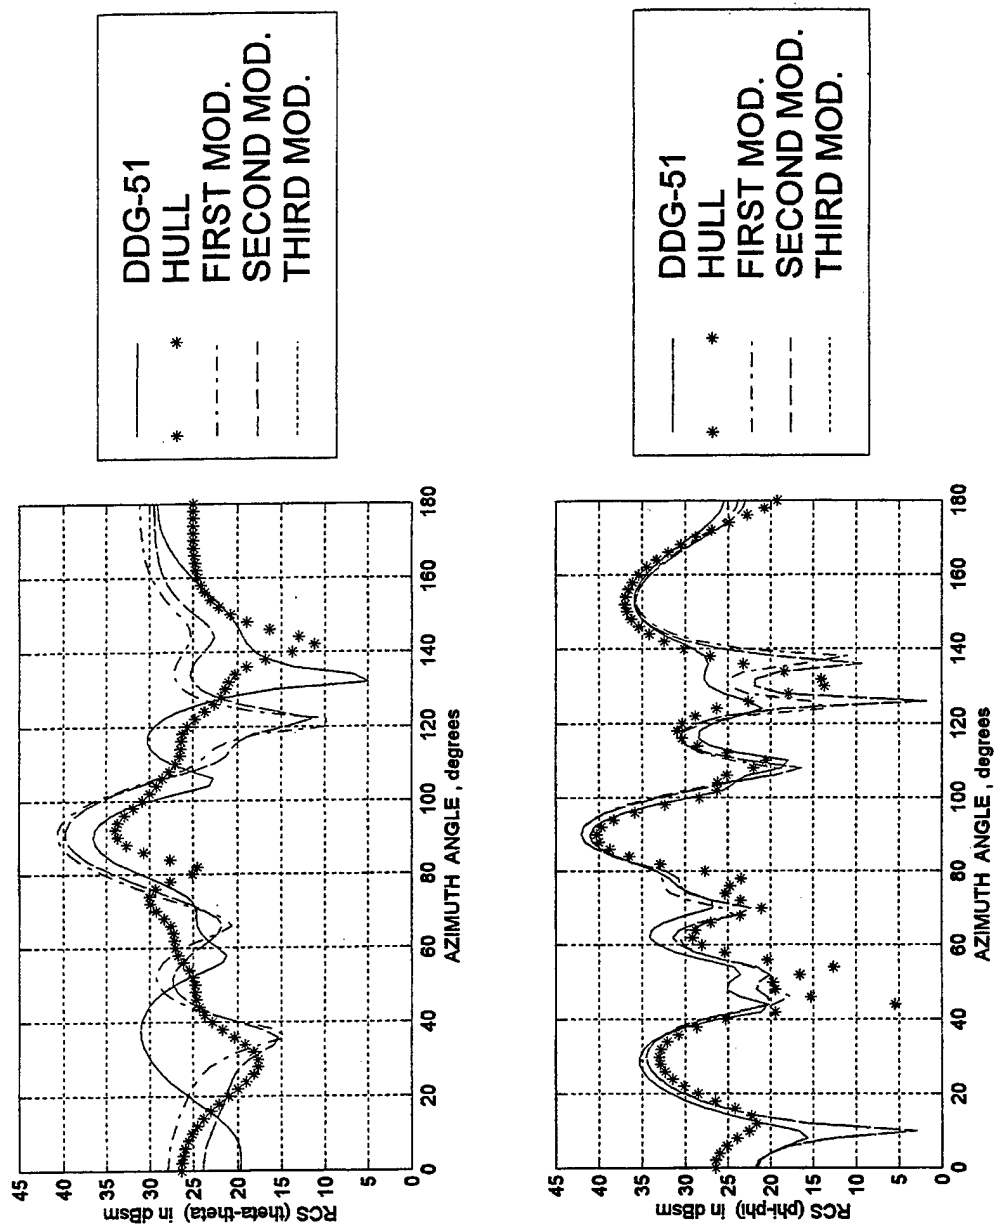 DDG-51
HULL
FIRST MOD.
SECOND MOD.
THIRD MOD.
45
40
35
30
25
20
15
10
5
RCS (theta-theta) in dBsm
0
20
40
60
80
100
120
140
160
180
AZIMUTH ANGLE , degrees
DDG-51
HULL
FIRST MOD.
SECOND MOD.
THIRD MOD.
45
40
35
30
25
20
15
10
5
0
RCS (phi-phi) in dBsm
0
20
40
60
80
100
120
140
160
180
AZIMUTH ANGLE , degrees